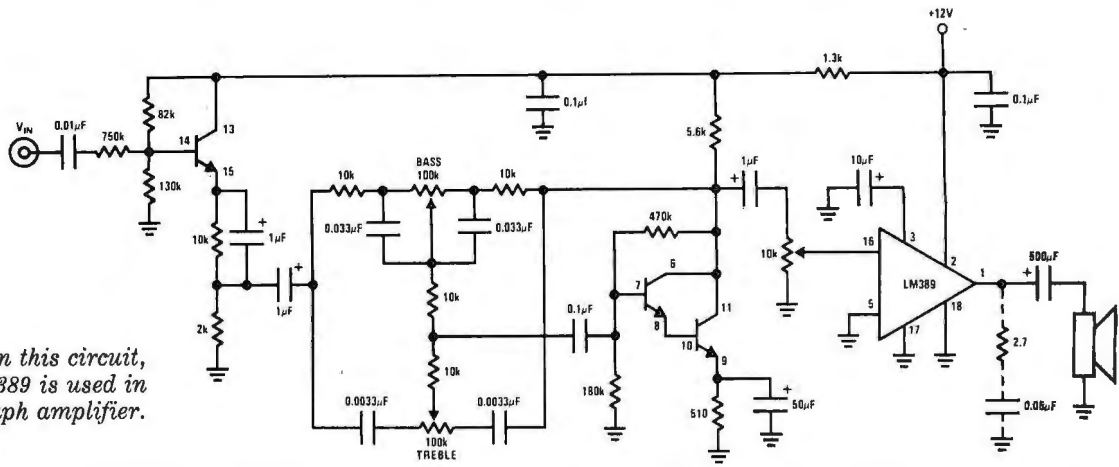 +12V
1.3k
0.1µf
0.1µF
82k
13
VIN
0.01µF
750k
14
15
130k
5.6k
BASS
10k
100k
10k
1µF
10µF
0.033µF
0.033µF
470k
10k
1µF
10k
1µF
2k
10k
16
3
2
LM389
1
5
17
18
500µF
6
7
8
11
10
9
0.1µF
10k
180k
510
50µF
2.7
0.05µF
0.0033µF
0.0033µF
100k
TREBLE
n this circuit,
389 is used in
aph amplifier.